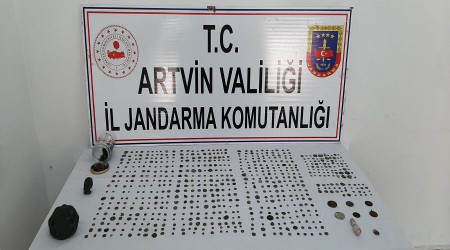 T.C.
ARTVİN VALİLİĞİ
İL JANDARMA KOMUTANLIĞI